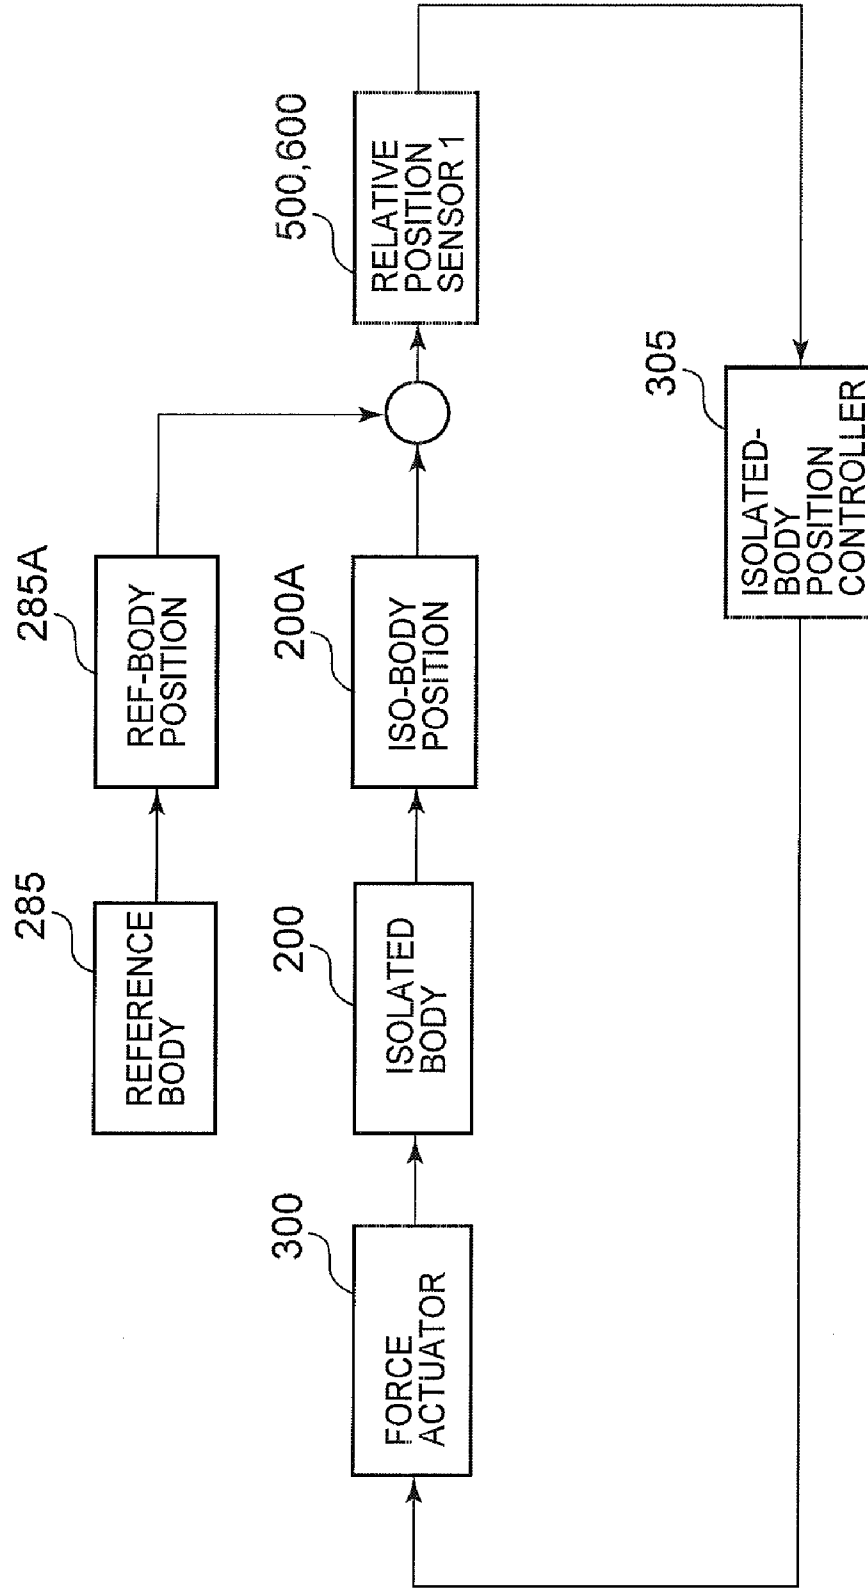 285
REFERENCE
BODY
285A
REF-BODY
POSITION
300
FORCE
ACTUATOR
200
ISOLATED
BODY
200A
ISO-BODY
POSITION
500,600
RELATIVE
POSITION
SENSOR 1
305
ISOLATED-
BODY
POSITION
CONTROLLER